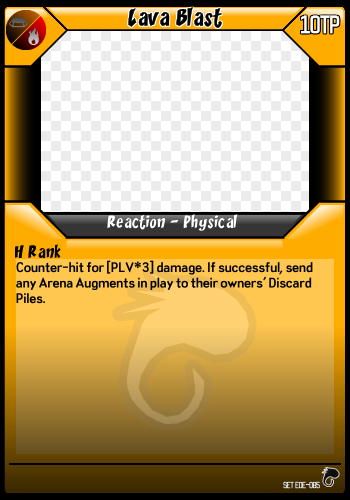 Lava Blast
10TP
Reaction - Physical
H Rank
Counter-hit for [PLV*3] damage. If successful, send
any Arena Augments in play to their owners' Discard
Piles.
SET EDE-085